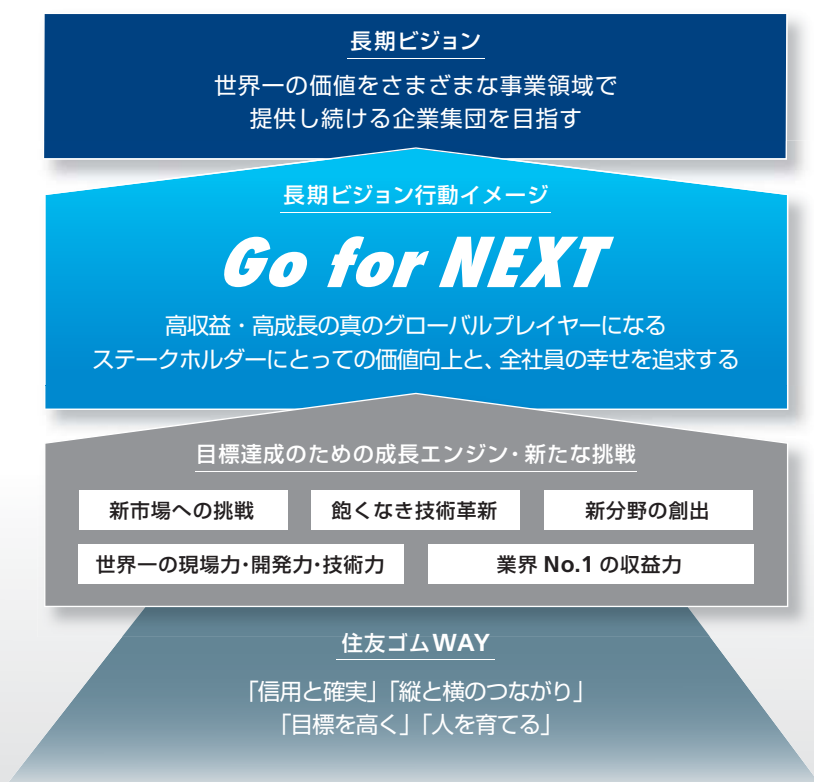 長期ビジョン
世界一の価値をさまざまな事業領域で
提供し続ける企業集団を目指す
長期ビジョン行動イメージ
Go for NEXT
高収益・高成長の真のグローバルプレイヤーになる
ステークホルダーにとっての価値向上と、全社員の幸せを追求する
目標達成のための成長エンジン・新たな挑戦
新市場への挑戦 飽くなき技術革新 新分野の創出
世界一の現場力・開発力・技術力 業界 No.1 の収益力
住友ゴムWAY
「信用と確実」「縦と横のつながり」
「目標を高く」「人を育てる」